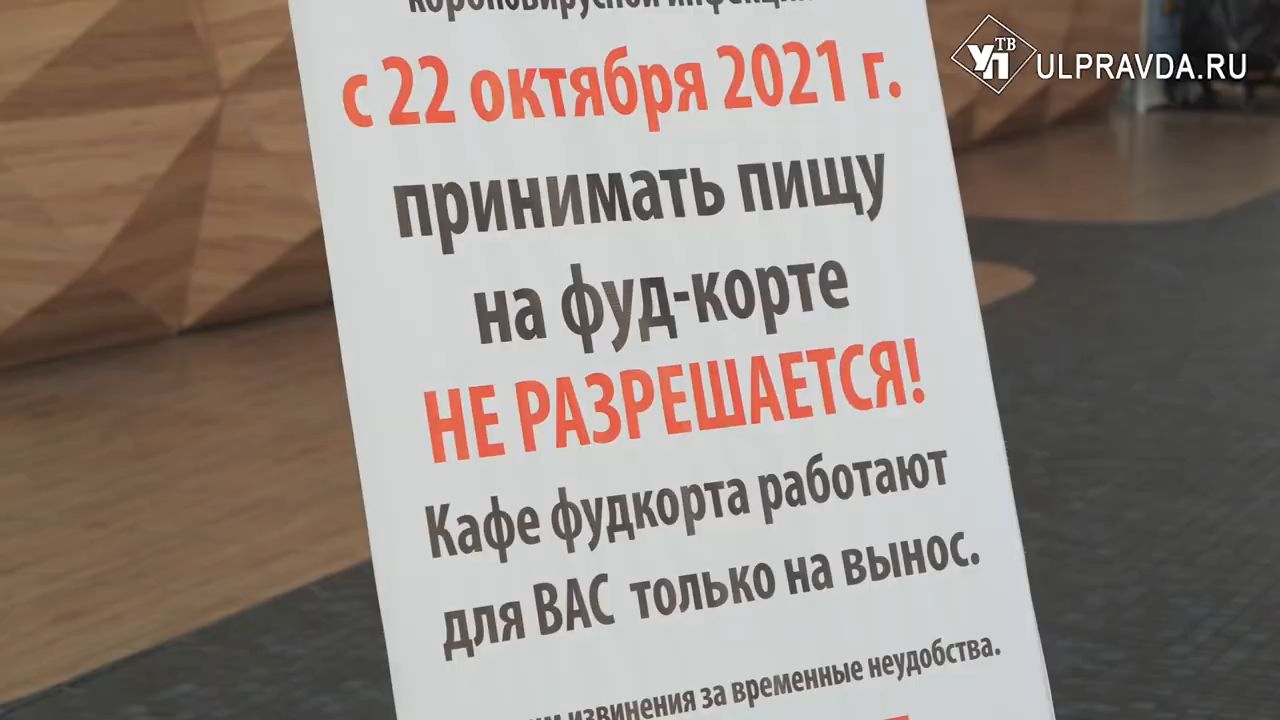 с 22 октября 2021 г.
принимать пищу
на фуд-корте
НЕ РАЗРЕШАЕТСЯ!
Кафе фудкорта работают
для ВАС только на вынос.
извинения за временные неудобства.
УП ТВ ULPRAVDA.RU